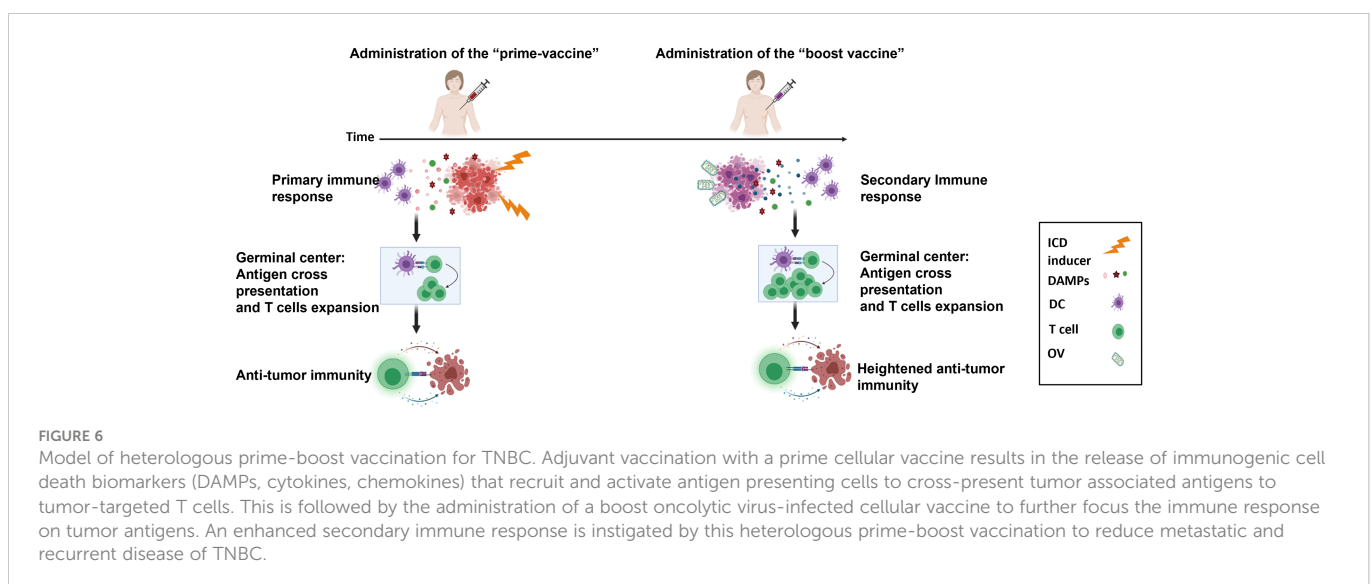 Administration of the “prime-vaccine”
Administration of the “boost vaccine”
Time
Primary immune
response
Secondary Immune
response
Germinal center:
Antigen cross
presentation
and T cells expansion
Germinal center:
Antigen cross
presentation
and T cells expansion
Anti-tumor immunity
Heightened anti-tumor
immunity
ICD
inducer
DAMPs
DC
T cell
OV
FIGURE 6
Model of heterologous prime-boost vaccination for TNBC. Adjuvant vaccination with a prime cellular vaccine results in the release of immunogenic cell
death biomarkers (DAMPs, cytokines, chemokines) that recruit and activate antigen presenting cells to cross-present tumor associated antigens to
tumor-targeted T cells. This is followed by the administration of a boost oncolytic virus-infected cellular vaccine to further focus the immune response
on tumor antigens. An enhanced secondary immune response is instigated by this heterologous prime-boost vaccination to reduce metastatic and
recurrent disease of TNBC.